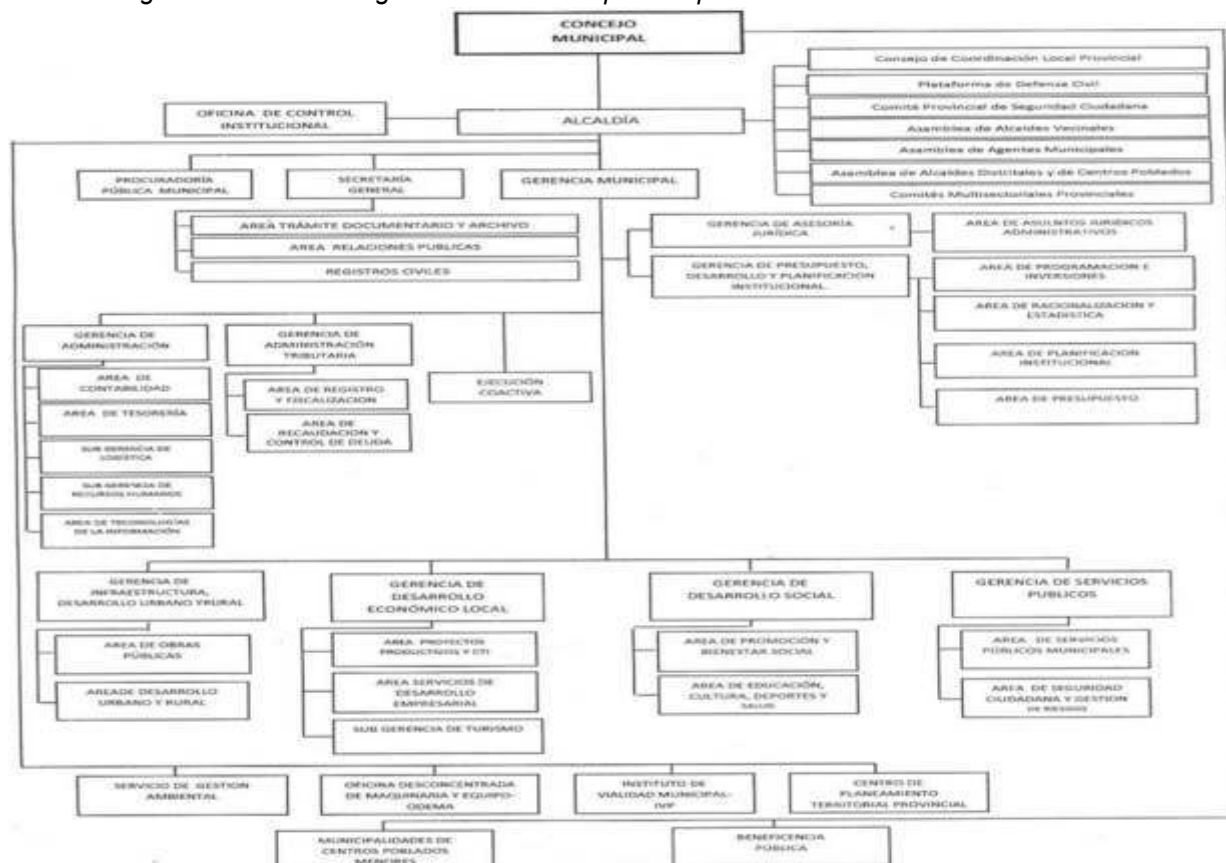 CONCEJO
MUNICIPAL
Consejo de Coordinación Local Provincial
Plataforma de Defensa Civil
Comité Provincial de Seguridad Ciudadana
Asamblea de Alcaldes Vecinales
Asamblea de Agentes Municipales
Asamblea de Alcaldes Distritales y de Centros Poblados
Comités Multisectoriales Provinciales
OFICINA DE CONTROL
INSTITUCIONAL
ALCALDÍA
PROCURADORÍA
PÚBLICA MUNICIPAL
SECRETARÍA
GENERAL
GERENCIA MUNICIPAL
AREA TRÁMITE DOCUMENTARIO Y ARCHIVO
AREA RELACIONES PUBLICAS
REGISTROS CIVILES
GERENCIA DE ASESORÍA
JURÍDICA
AREA DE ASUNTOS JURIDICOS
ADMINISTRATIVOS
GERENCIA DE PRESUPUESTO,
DESARROLLO Y PLANIFICACIÓN
INSTITUCIONAL.
AREA DE PROGRAMACION E
INVERSIONES
AREA DE RACIONALIZACION Y
ESTADISTICA
AREA DE PLANIFICACION
INSTITUCIONAL
AREA DE PRESUPUESTO
GERENCIA DE
ADMINISTRACIÓN
AREA DE
CONTABILIDAD
AREA DE TESORERÍA
SUB GERENCIA DE
LOGÍSTICA
SUB GERENCIA DE
RECURSOS HUMANOS
AREA DE TECONOLOGÍAS
DE LA INFORMACIÓN
GERENCIA DE
ADMINISTRACIÓN
TRIBUTARIA
AREA DE REGISTRO
Y FISCALIZACION
AREA DE
RECAUDACION Y
CONTROL DE DEUDA
EJECUCIÓN
COACTIVA
GERENCIA DE
INFRAESTRUCTURA,
DESARROLLO URBANO YRURAL
AREA DE OBRAS
PÚBLICAS
AREADE DESARROLLO
URBANO Y RURAL
GERENCIA DE
DESARROLLO
ECONÓMICO LOCAL
AREA PROYECTOS
PRODUCTIVOS Y CTI
AREA SERVICIOS DE
DESARROLLO
EMPRESARIAL
SUB GERENCIA DE TURISMO
GERENCIA DE
DESARROLLO SOCIAL
AREA DE PROMOCIÓN Y
BIENESTAR SOCIAL
AREA DE EDUCACIÓN,
CULTURA, DEPORTES Y
SALUD
GERENCIA DE SERVICIOS
PUBLICOS
AREA DE SERVICIOS
PÚBLICOS MUNICIPALES
AREA DE SEGURIDAD
CIUDADANA Y GESTION
DE RIESGOS
SERVICIO DE GESTION
AMBIENTAL
OFICINA DESCONCENTRADA
DE MAQUINARIA Y EQUIPO-
ODEMA
INSTITUTO DE
VIALIDAD MUNICIPAL-
IVP
CENTRO DE
PLANEAMIENTO
TERRITORIAL PROVINCIAL
MUNICIPALIDADES DE
CENTROS POBLADOS
MENORES
BENEFICENCIA
PÚBLICA